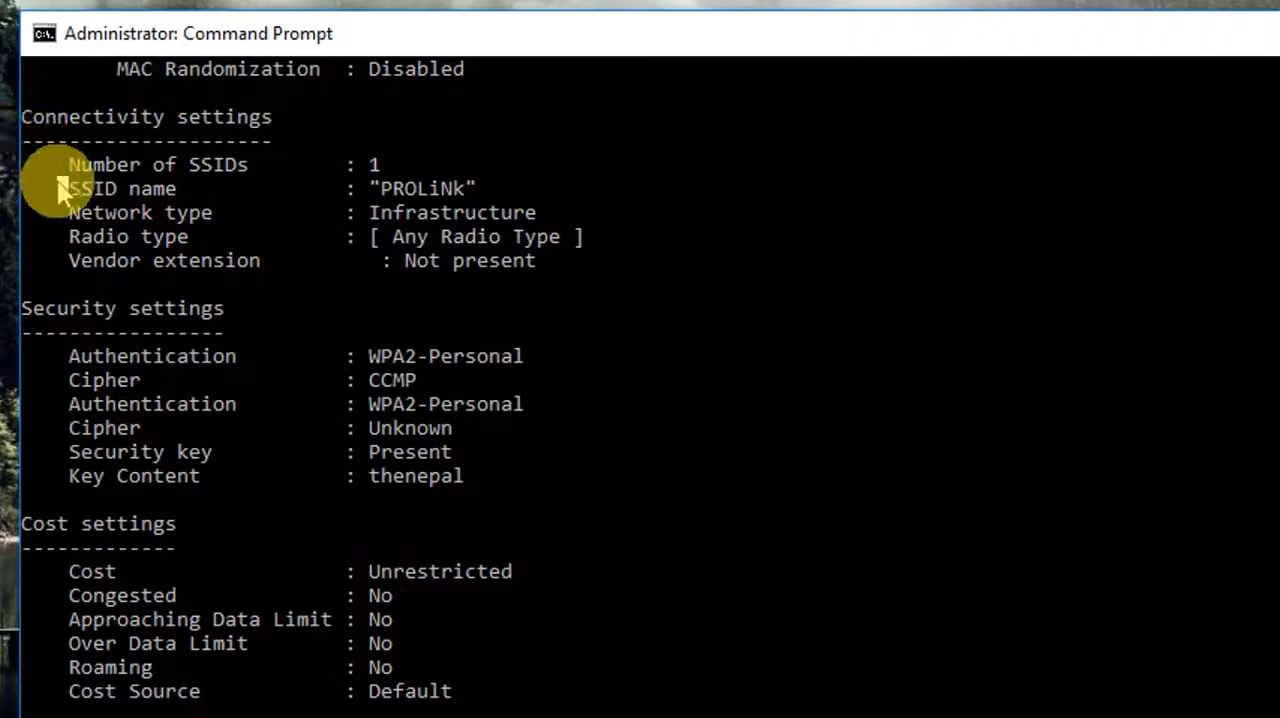 Administrator: Command Prompt
MAC Randomization : Disabled
Connectivity settings
---------------------
Number of SSIDs : 1
SSID name : "PROLiNk"
Network type : Infrastructure
Radio type : [ Any Radio Type ]
Vendor extension : Not present
Security settings
-----------------
Authentication : WPA2-Personal
Cipher : CCMP
Authentication : WPA2-Personal
Cipher : Unknown
Security key : Present
Key Content : thenepal
Cost settings
-------------
Cost : Unrestricted
Congested : No
Approaching Data Limit : No
Over Data Limit : No
Roaming : No
Cost Source : Default